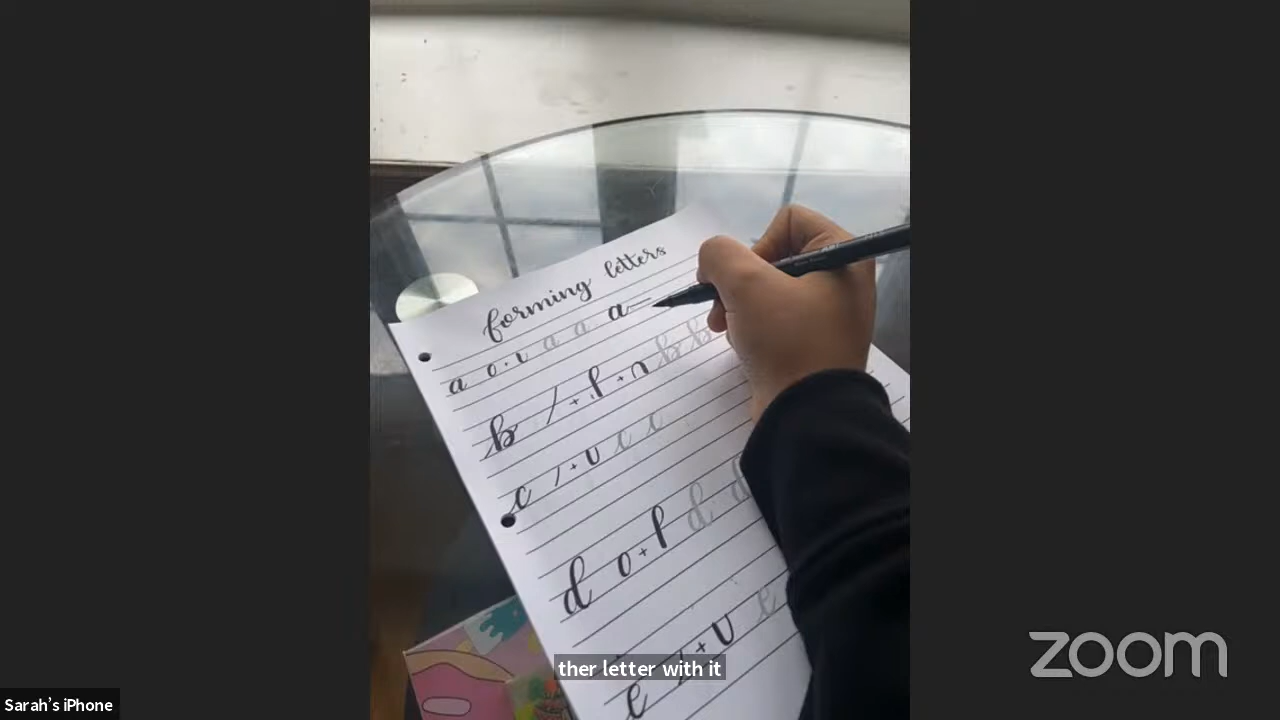 forming letters
a o + ι a a a
b / + l + n b b
c / + υ c c
d o + l d d
e / + υ e
e
ther letter with it
Sarah's iPhone
zoom